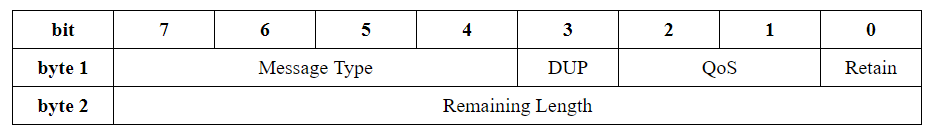 bit 7 6 5 4 3 2 1 0
byte 1 Message Type DUP QoS Retain
byte 2 Remaining Length